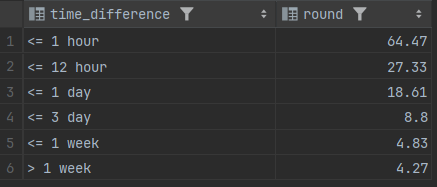 time_difference round
1 <= 1 hour 64.47
2 <= 12 hour 27.33
3 <= 1 day 18.61
4 <= 3 day 8.8
5 <= 1 week 4.83
6 > 1 week 4.27